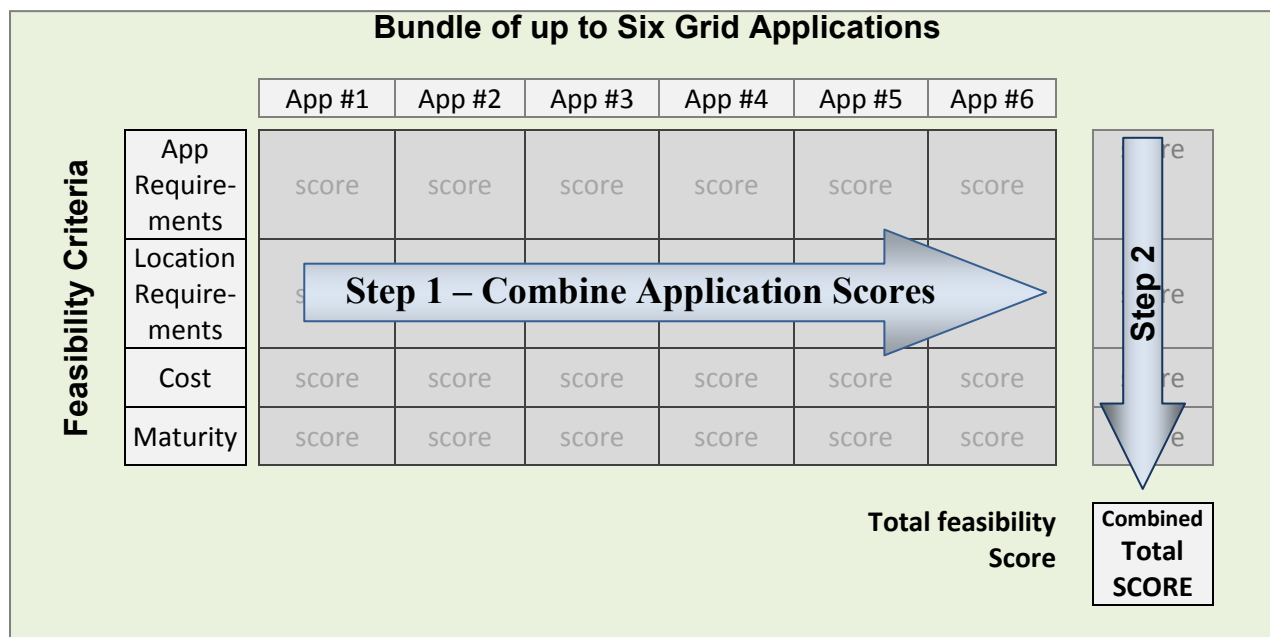 Bundle of up to Six Grid Applications
App #1 App #2 App #3 App #4 App #5 App #6
Feasibility Criteria
App
Require-
ments
score score score score score score
Location
Require-
ments
Step 1 – Combine Application Scores
Step 2
Cost
score score score score score score
Maturity
score score score score score score
Total feasibility
Score
Combined
Total
SCORE